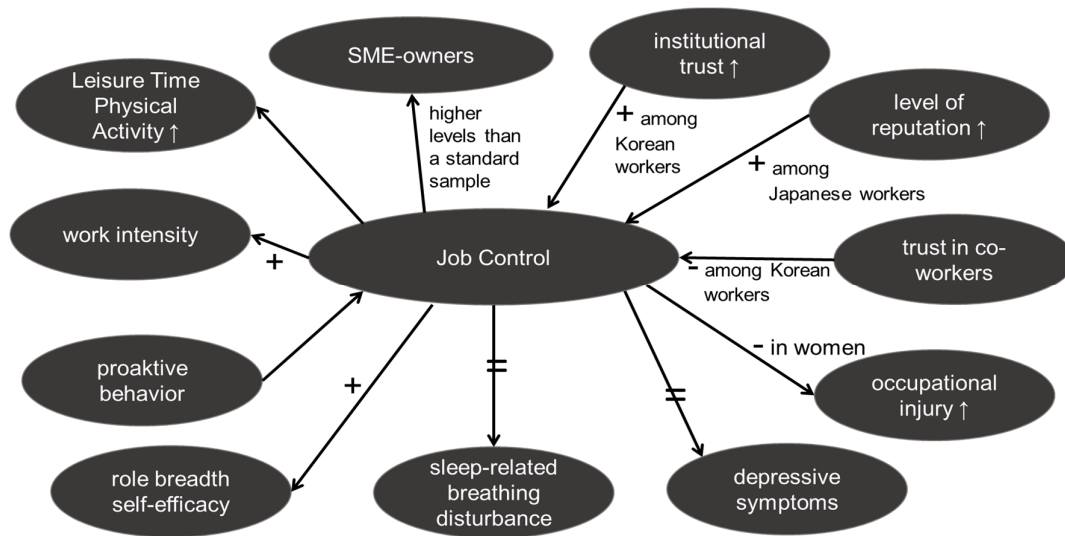 SME-owners
institutional
trust ↑
Leisure Time
Physical
Activity ↑
level of
reputation ↑
higher
levels than
a standard
sample
+ among
Korean
workers
+ among
Japanese workers
work intensity
+
Job Control
trust in co-
workers
- among Korean
workers
proaktive
behavior
+
=
=
- in women
occupational
injury ↑
role breadth
self-efficacy
sleep-related
breathing
disturbance
depressive
symptoms